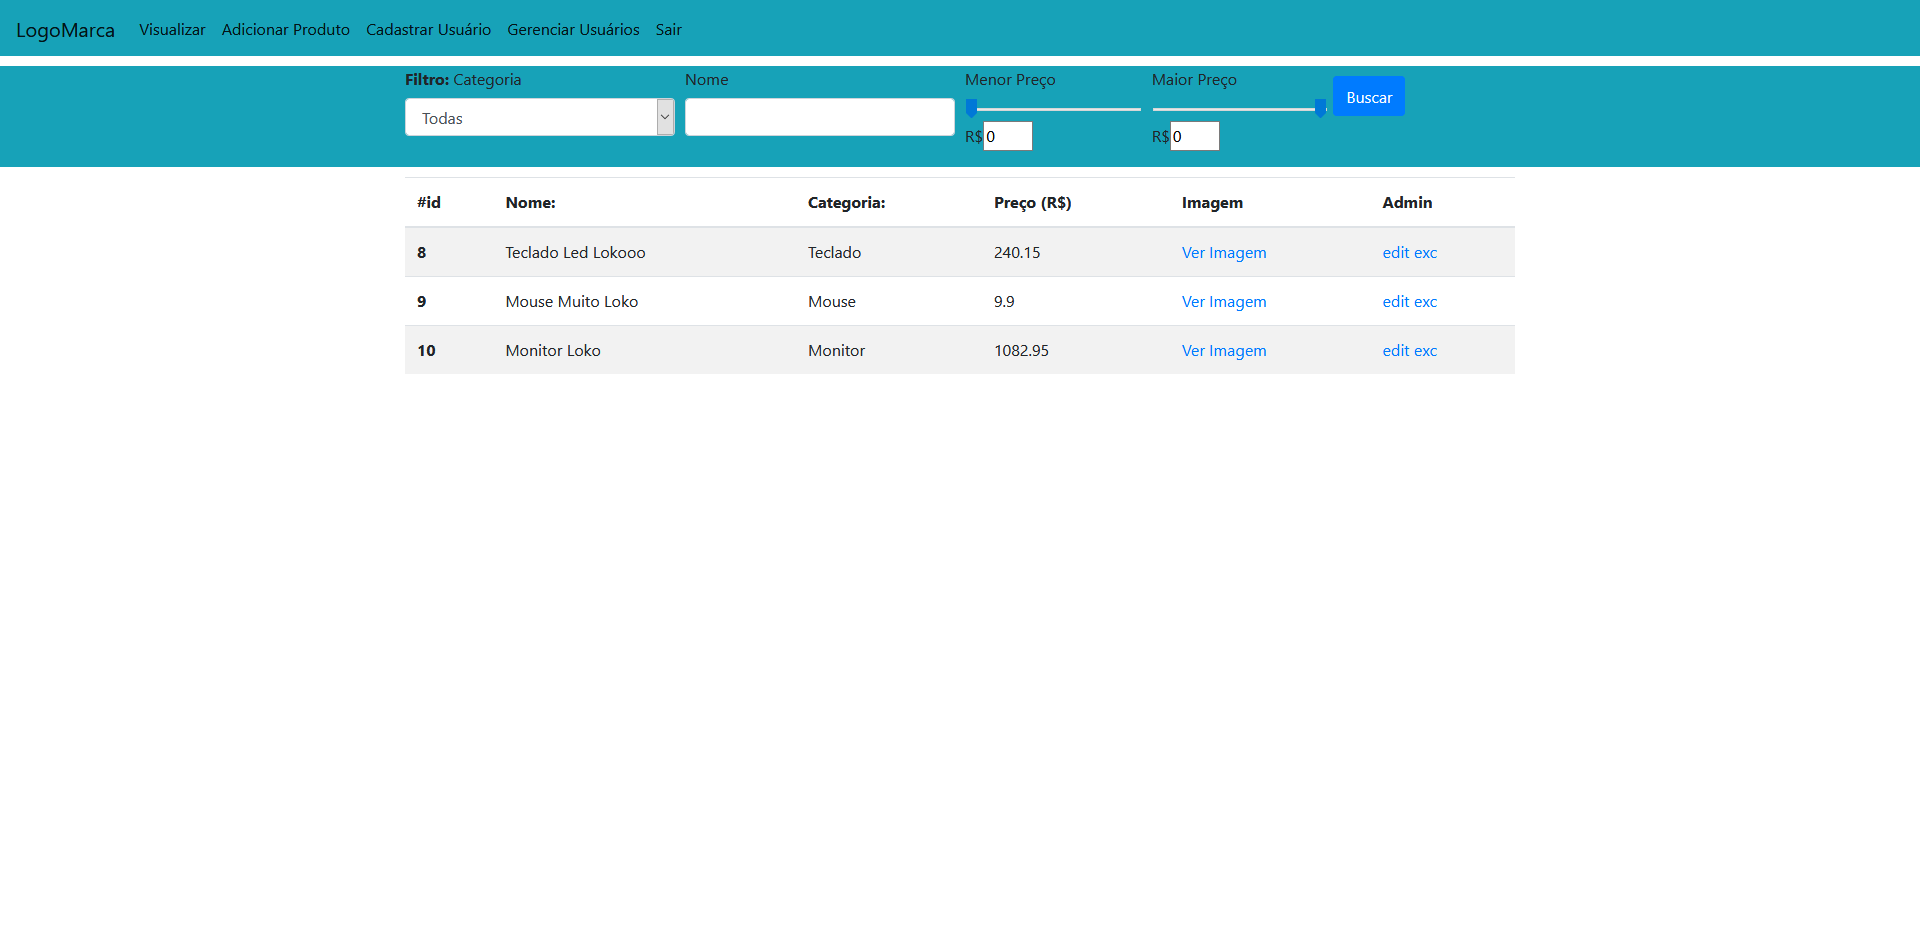 LogoMarca Visualizar Adicionar Produto Cadastrar Usuário Gerenciar Usuários Sair
Filtro: Categoria Nome Menor Preço Maior Preço
Todas Buscar
R$0 R$0
#id Nome: Categoria: Preço (R$) Imagem Admin
8 Teclado Led Lokooo Teclado 240.15 Ver Imagem edit exc
9 Mouse Muito Loko Mouse 9.9 Ver Imagem edit exc
10 Monitor Loko Monitor 1082.95 Ver Imagem edit exc